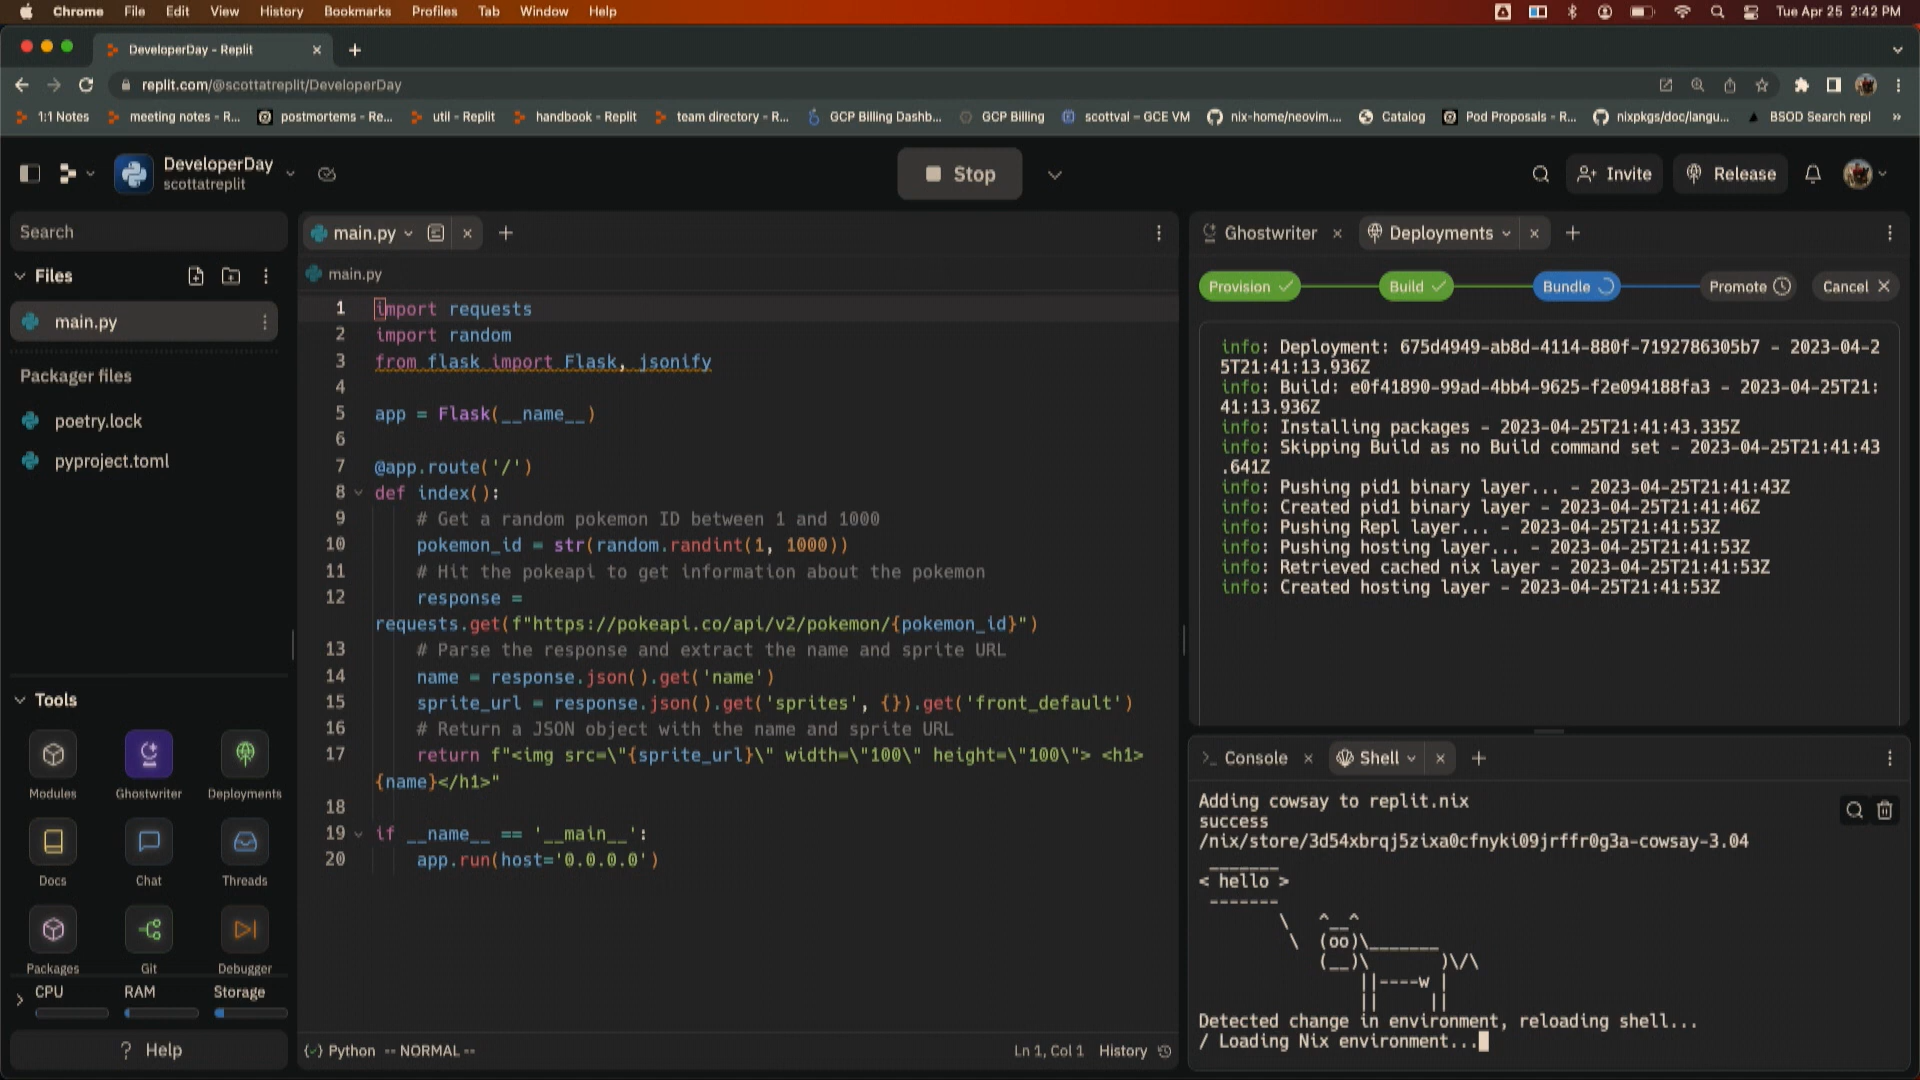 Chrome File Edit View History Bookmarks Profiles Tab Window Help Tue Apr 25 2:42 PM
DeveloperDay - Replit
replit.com/@scottatreplit/DeveloperDay
1:1 Notes meeting notes - R... postmortems - Re... util - Replit handbook - Replit team directory - R... GCP Billing Dashb... GCP Billing scottval – GCE VM nix-home/neovim.... Catalog Pod Proposals - R... nixpkgs/doc/langu... BSOD Search repl »
DeveloperDay
scottatreplit
Stop
Invite
Release
Search
Files
main.py
Packager files
poetry.lock
pyproject.toml
Tools
Modules Ghostwriter Deployments
Docs Chat Threads
Packages Git Debugger
CPU RAM Storage
? Help
main.py
main.py
1 import requests
2 import random
3 from flask import Flask, jsonify
4
5 app = Flask(__name__)
6
7 @app.route('/')
8 def index():
9 # Get a random pokemon ID between 1 and 1000
10 pokemon_id = str(random.randint(1, 1000))
11 # Hit the pokeapi to get information about the pokemon
12 response =
requests.get(f"https://pokeapi.co/api/v2/pokemon/{pokemon_id}")
13 # Parse the response and extract the name and sprite URL
14 name = response.json().get('name')
15 sprite_url = response.json().get('sprites', {}).get('front_default')
16 # Return a JSON object with the name and sprite URL
17 return f"<img src=\"{sprite_url}\" width=\"100\" height=\"100\"> <h1>
{name}</h1>"
18
19 if __name__ == '__main__':
20 app.run(host='0.0.0.0')
Python -- NORMAL -- Ln 1, Col 1 History
Ghostwriter Deployments
Provision Build Bundle Promote Cancel
info: Deployment: 675d4949-ab8d-4114-880f-7192786305b7 - 2023-04-2
5T21:41:13.936Z
info: Build: e0f41890-99ad-4bb4-9625-f2e094188fa3 - 2023-04-25T21:
41:13.936Z
info: Installing packages - 2023-04-25T21:41:43.335Z
info: Skipping Build as no Build command set - 2023-04-25T21:41:43
.641Z
info: Pushing pid1 binary layer... - 2023-04-25T21:41:43Z
info: Created pid1 binary layer - 2023-04-25T21:41:46Z
info: Pushing Repl layer... - 2023-04-25T21:41:53Z
info: Pushing hosting layer... - 2023-04-25T21:41:53Z
info: Retrieved cached nix layer - 2023-04-25T21:41:53Z
info: Created hosting layer - 2023-04-25T21:41:53Z
Console Shell
Adding cowsay to replit.nix
success
/nix/store/3d54xbrqj5zixa0cfnyki09jrffr0g3a-cowsay-3.04
_______
< hello >
-------
\   ^__^
\  (oo)\_______
(__)\       )\/\
||----w |
||     ||
Detected change in environment, reloading shell...
/ Loading Nix environment...